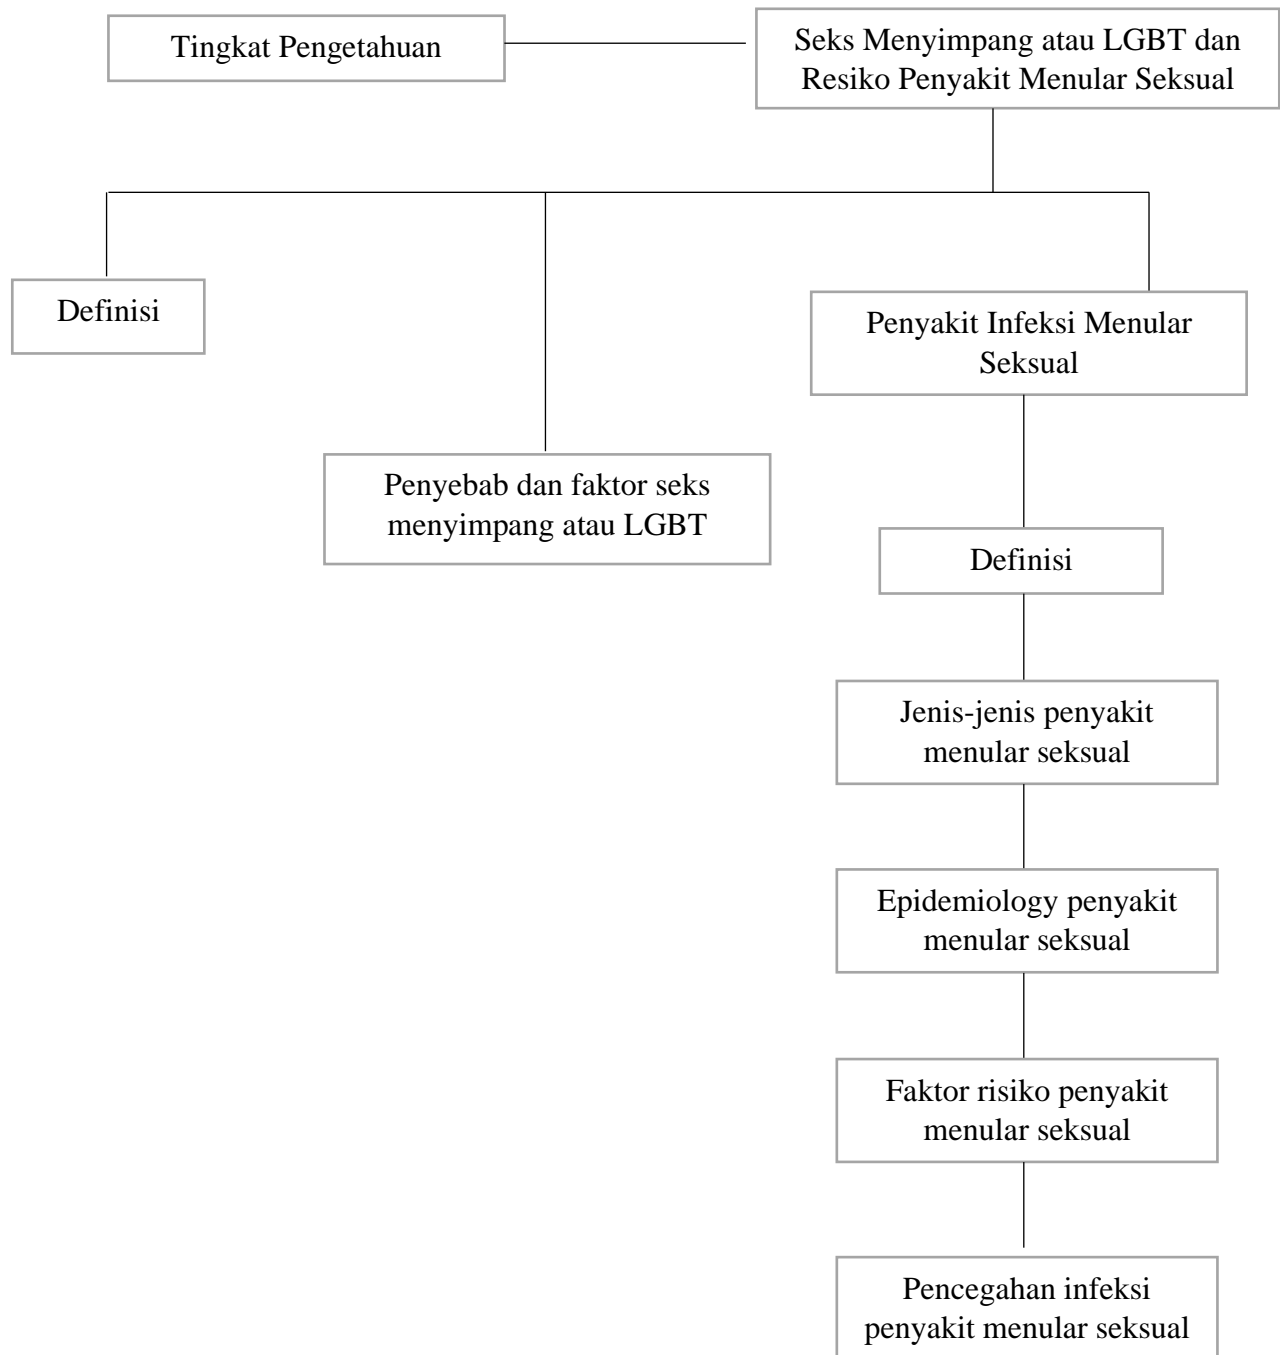 Tingkat Pengetahuan
Seks Menyimpang atau LGBT dan
Resiko Penyakit Menular Seksual
Definisi
Penyakit Infeksi Menular
Seksual
Penyebab dan faktor seks
menyimpang atau LGBT
Definisi
Jenis-jenis penyakit
menular seksual
Epidemiology penyakit
menular seksual
Faktor risiko penyakit
menular seksual
Pencegahan infeksi
penyakit menular seksual